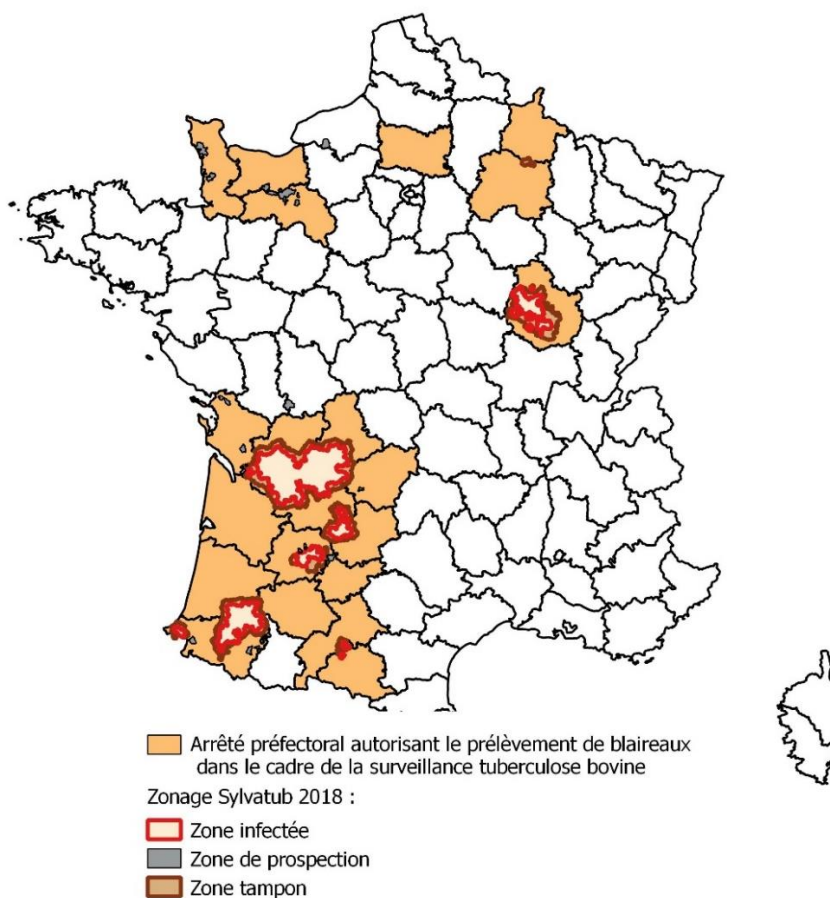 Arrêté préfectoral autorisant le prélèvement de blaireaux
dans le cadre de la surveillance tuberculose bovine
Zonage Sylvatub 2018 :
Zone infectée
Zone de prospection
Zone tampon